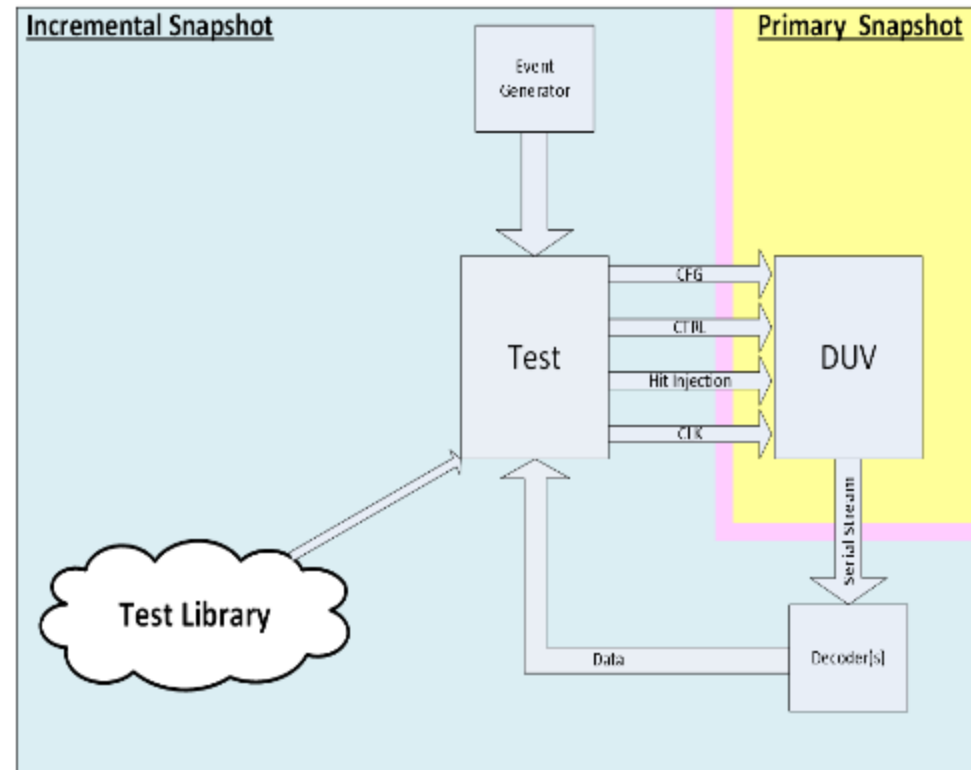 Incremental Snapshot
Primary Snapshot
Event
Generator
CFG
CTRL
Test
DUV
Hit Injection
CLK
Serial Stream
Test Library
Data
Decoder(s)